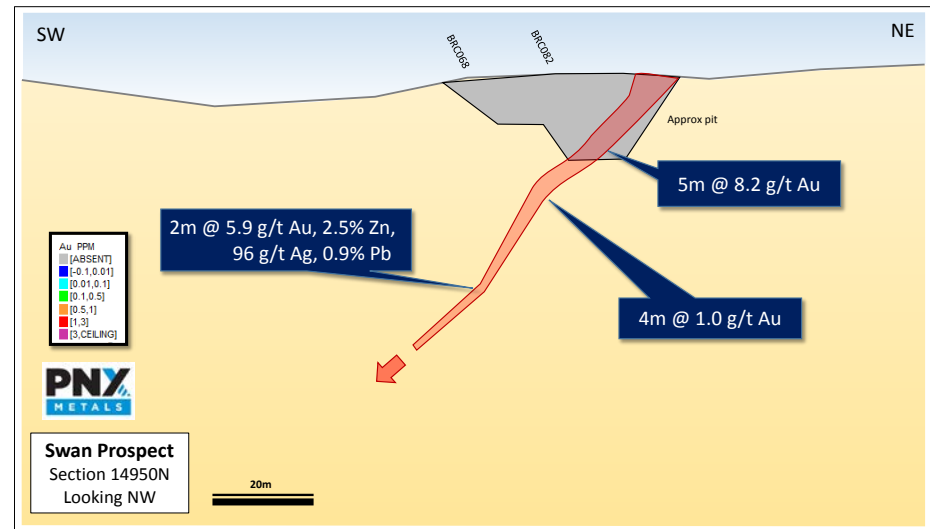 SW
NE
BRC068
BRC082
Approx pit
5m @ 8.2 g/t Au
2m @ 5.9 g/t Au, 2.5% Zn,
96 g/t Ag, 0.9% Pb
4m @ 1.0 g/t Au
Au PPM
[ABSENT]
[-0.1,0.01]
[0.01,0.1]
[0.1,0.5]
[0.5,1]
[1,3]
[3,CEILING]
PNX
METALS
Swan Prospect
Section 14950N
Looking NW
20m